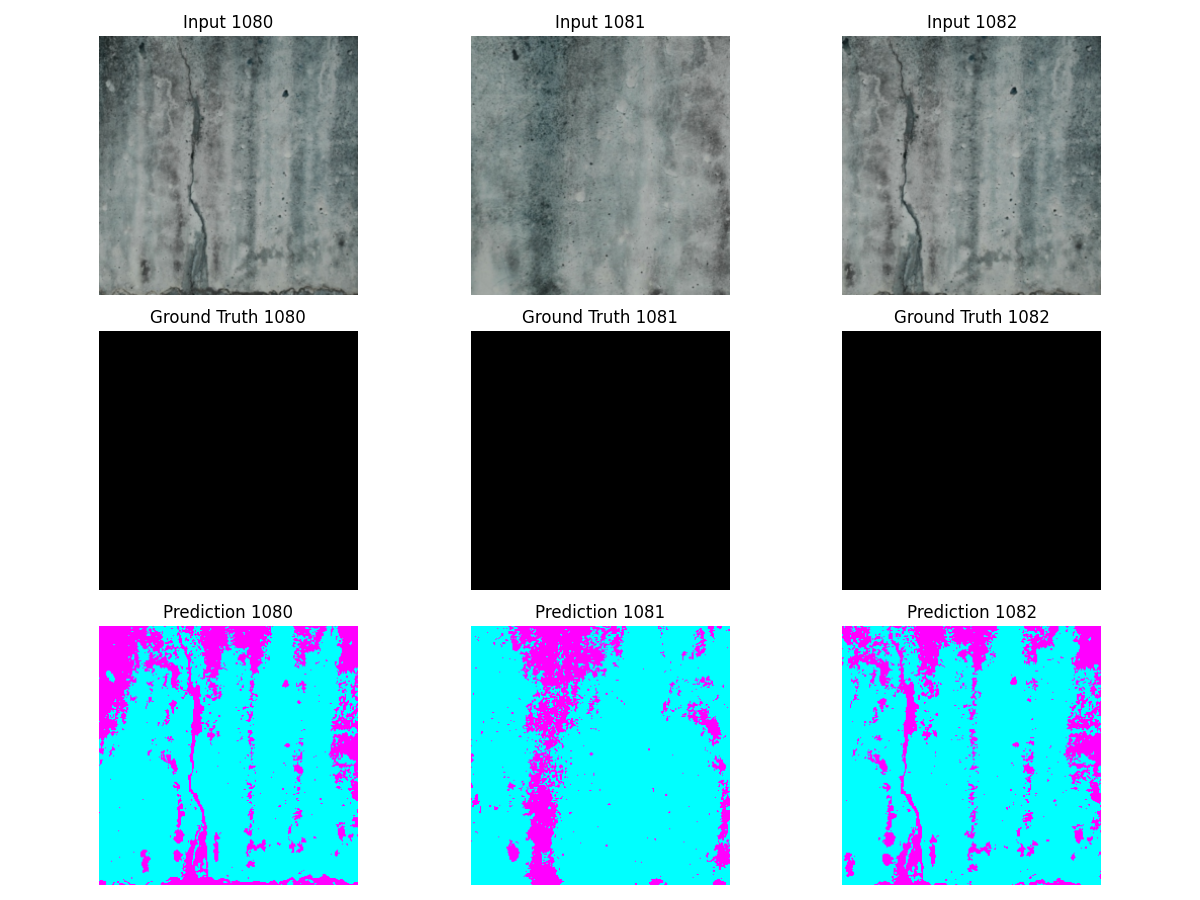 Input 1080
Input 1081
Input 1082
Ground Truth 1080
Ground Truth 1081
Ground Truth 1082
Prediction 1080
Prediction 1081
Prediction 1082